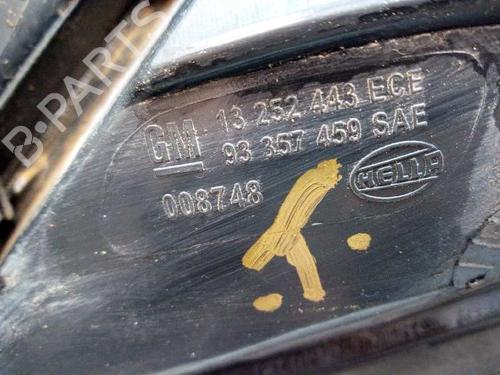 B-PARTS
GM 13 252 443 ECE
93 357 459 SAE
008748 HELLA